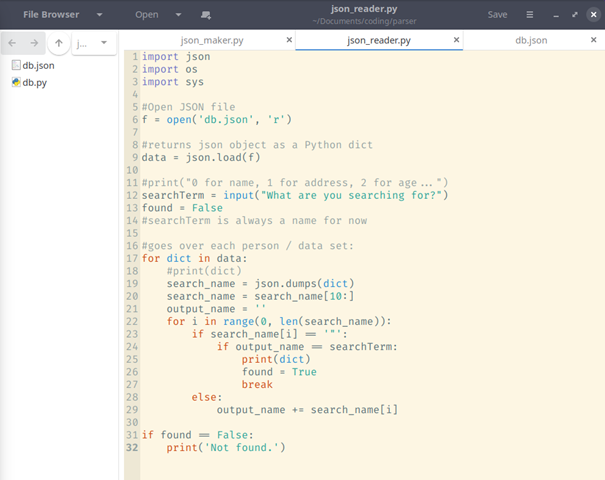 File Browser
Open
json_reader.py
~/Documents/coding/parser
Save
j...
json_maker.py
json_reader.py
db.json
db.json
db.py
1 import json
2 import os
3 import sys
4
5 #Open JSON file
6 f = open('db.json', 'r')
7
8 #returns json object as a Python dict
9 data = json.load(f)
10
11 #print("0 for name, 1 for address, 2 for age...")
12 searchTerm = input("What are you searching for?")
13 found = False
14 #searchTerm is always a name for now
15
16 #goes over each person / data set:
17 for dict in data:
18     #print(dict)
19     search_name = json.dumps(dict)
20     search_name = search_name[10:]
21     output_name = ''
22     for i in range(0, len(search_name)):
23         if search_name[i] == '"':
24             if output_name == searchTerm:
25                 print(dict)
26                 found = True
27                 break
28         else:
29             output_name += search_name[i]
30
31 if found == False:
32     print('Not found.')